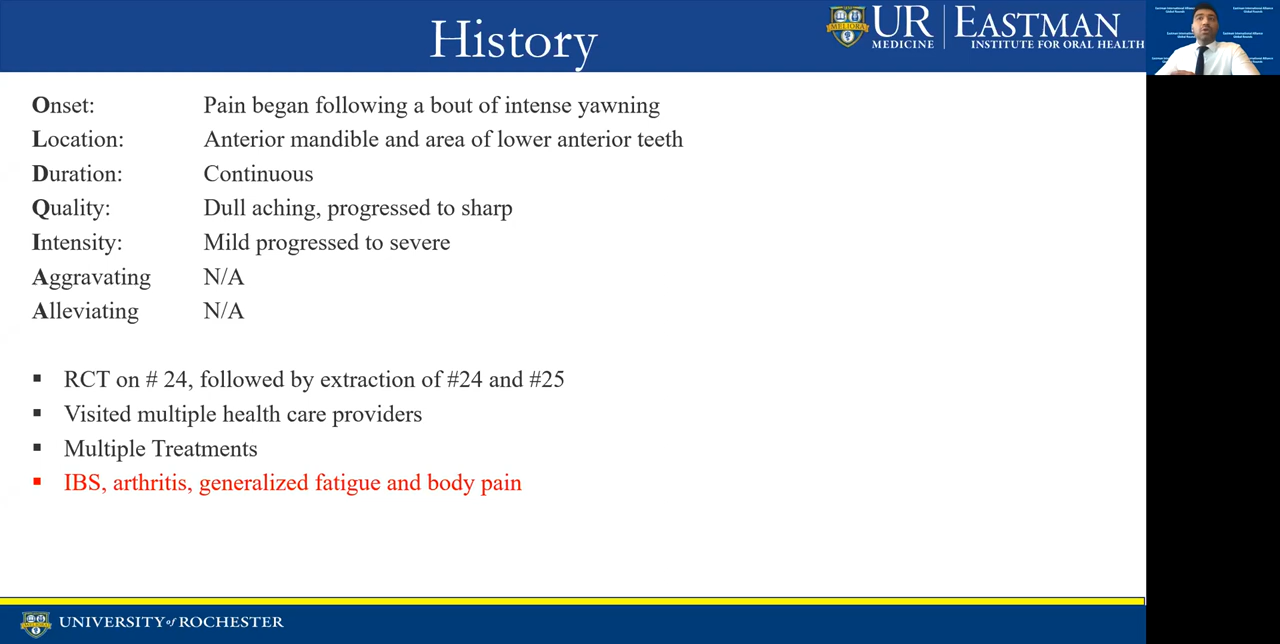 History
UR
MEDICINE
EASTMAN
INSTITUTE FOR ORAL HEALTH
MELIORA
Onset: Pain began following a bout of intense yawning
Location: Anterior mandible and area of lower anterior teeth
Duration: Continuous
Quality: Dull aching, progressed to sharp
Intensity: Mild progressed to severe
Aggravating N/A
Alleviating N/A
▪ RCT on # 24, followed by extraction of #24 and #25
▪ Visited multiple health care providers
▪ Multiple Treatments
▪ IBS, arthritis, generalized fatigue and body pain
UNIVERSITY of ROCHESTER